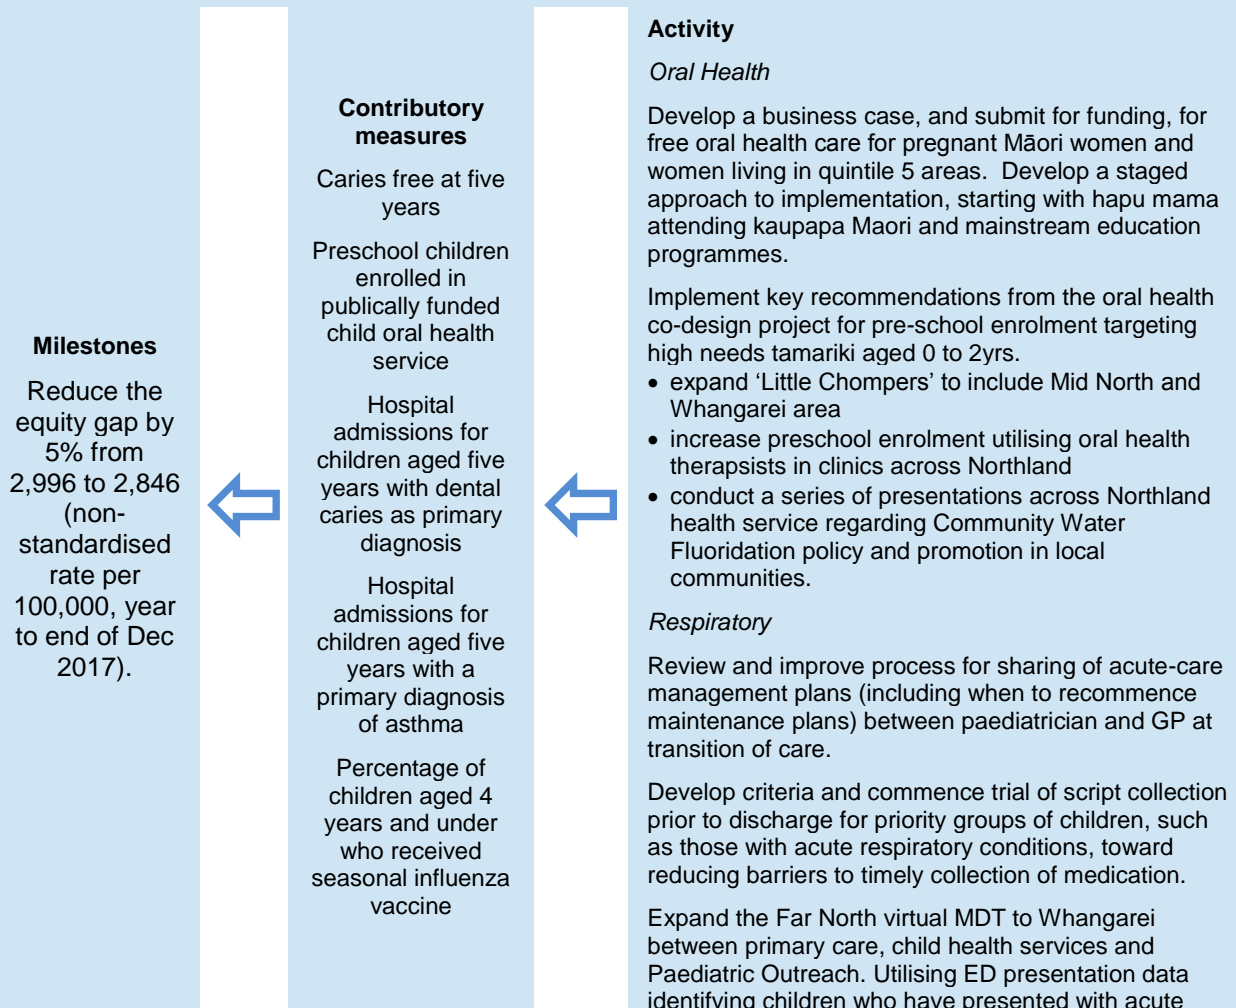 Milestones
Reduce the
equity gap by
5% from
2,996 to 2,846
(non-
standardised
rate per
100,000, year
to end of Dec
2017).
Contributory
measures
Caries free at five
years
Preschool children
enrolled in
publically funded
child oral health
service
Hospital
admissions for
children aged five
years with dental
caries as primary
diagnosis
Hospital
admissions for
children aged five
years with a
primary diagnosis
of asthma
Percentage of
children aged 4
years and under
who received
seasonal influenza
vaccine
Activity
Oral Health
Develop a business case, and submit for funding, for
free oral health care for pregnant Māori women and
women living in quintile 5 areas.  Develop a staged
approach to implementation, starting with hapu mama
attending kaupapa Maori and mainstream education
programmes.
Implement key recommendations from the oral health
co-design project for pre-school enrolment targeting
high needs tamariki aged 0 to 2yrs.
• expand ‘Little Chompers’ to include Mid North and
Whangarei area
• increase preschool enrolment utilising oral health
therapsists in clinics across Northland
• conduct a series of presentations across Northland
health service regarding Community Water
Fluoridation policy and promotion in local
communities.
Respiratory
Review and improve process for sharing of acute-care
management plans (including when to recommence
maintenance plans) between paediatrician and GP at
transition of care.
Develop criteria and commence trial of script collection
prior to discharge for priority groups of children, such
as those with acute respiratory conditions, toward
reducing barriers to timely collection of medication.
Expand the Far North virtual MDT to Whangarei
between primary care, child health services and
Paediatric Outreach. Utilising ED presentation data
identifying children who have presented with acute